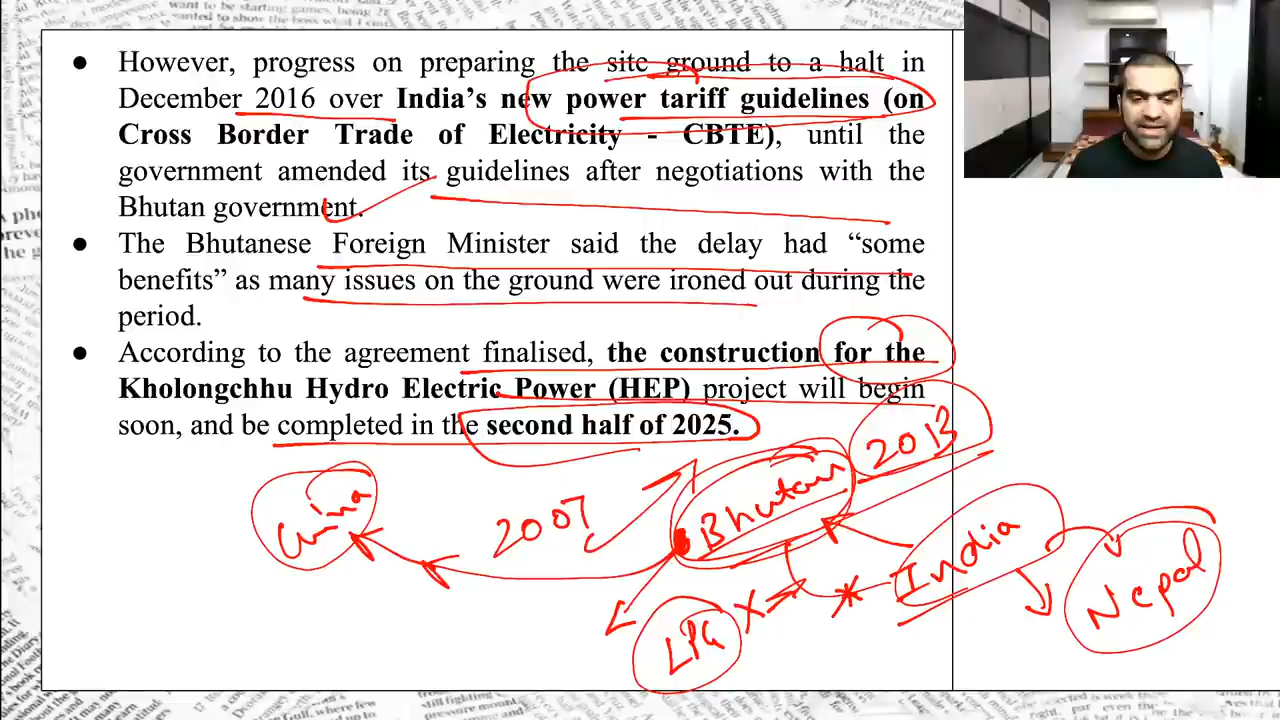 ● However, progress on preparing the site ground to a halt in
December 2016 over India's new power tariff guidelines (on
Cross Border Trade of Electricity - CBTE), until the
government amended its guidelines after negotiations with the
Bhutan government.
● The Bhutanese Foreign Minister said the delay had “some
benefits” as many issues on the ground were ironed out during the
period.
● According to the agreement finalised, the construction for the
Kholongchhu Hydro Electric Power (HEP) project will begin
soon, and be completed in the second half of 2025.
2013
China
2007
Bhutan
India
Nepal
LPG